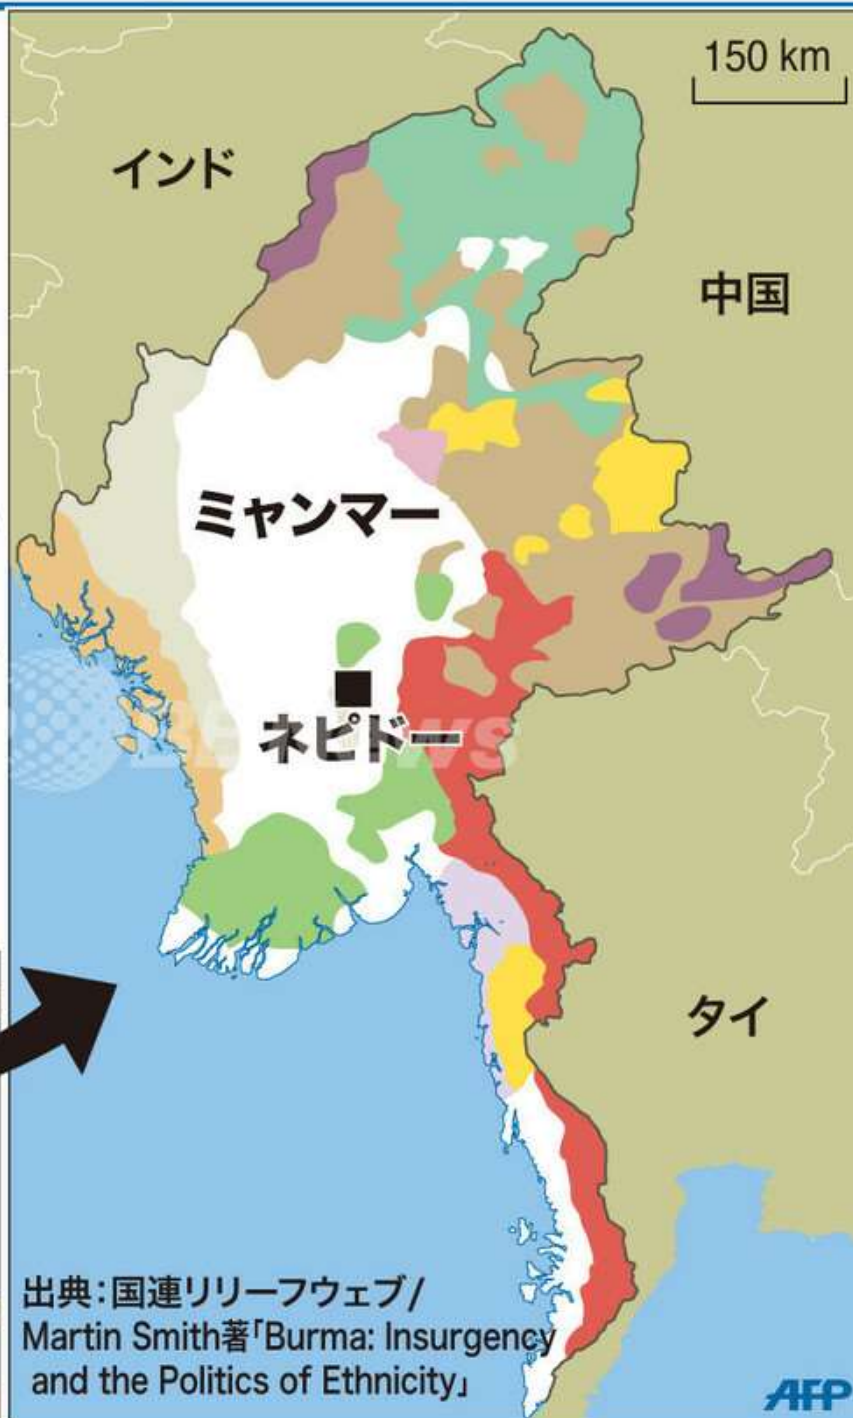 150 km
インド
中国
ミャンマー
ネピドー
BB News
タイ
出典：国連リリーフウェブ/
Martin Smith著「Burma: Insurgency
and the Politics of Ethnicity」
AFP